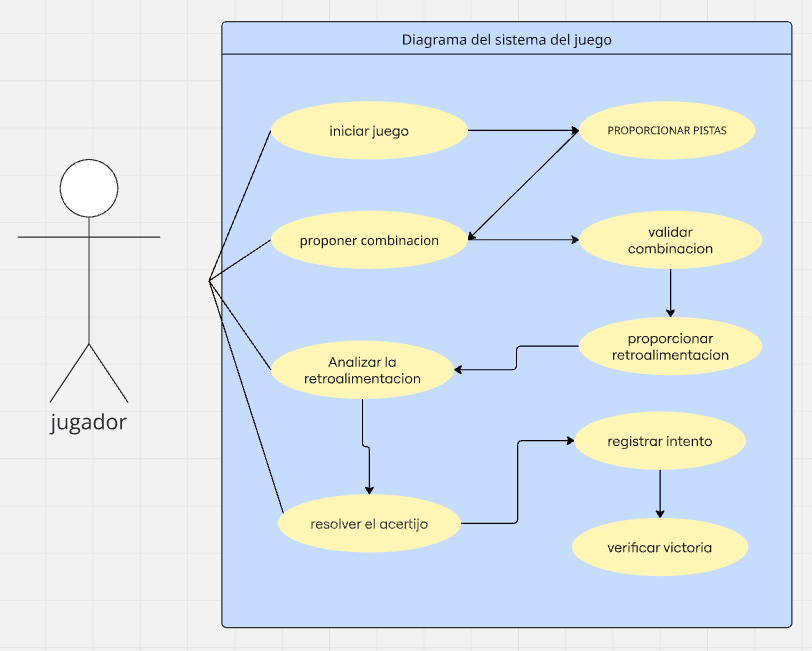 Diagrama del sistema del juego
iniciar juego
PROPORCIONAR PISTAS
proponer combinacion
validar
combinacion
proporcionar
retroalimentacion
Analizar la
retroalimentacion
jugador
registrar intento
resolver el acertijo
verificar victoria